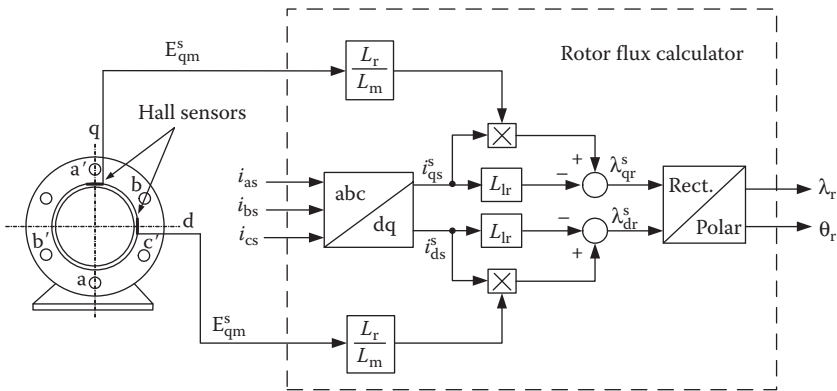 E^s_qm
L_r
L_m
Rotor flux calculator
Hall sensors
q
a′
b
i_as
i_bs
i_cs
abc
dq
i^s_qs
L_lr
×
+
−
λ^s_qr
Rect.
Polar
λ_r
θ_r
d
b′
c′
a
i^s_ds
L_lr
−
+
λ^s_dr
×
E^s_qm
L_r
L_m